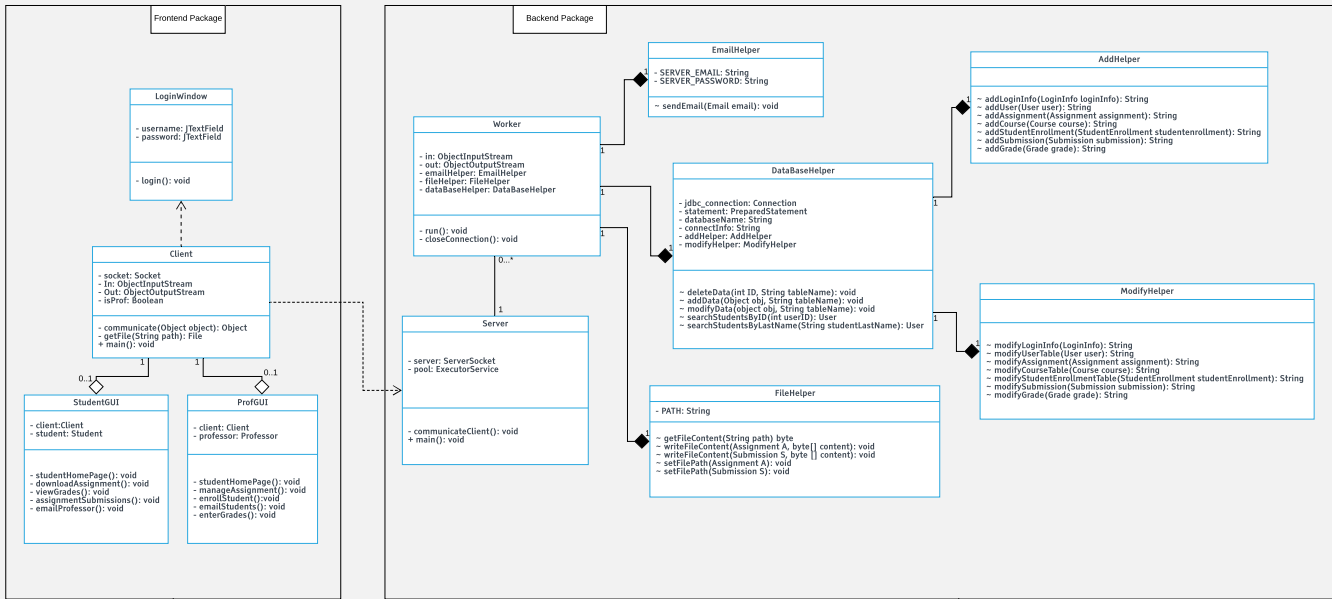 Frontend Package
LoginWindow
- username: JTextField
- password: JTextField
- login(): void
Client
- socket: Socket
- In: ObjectInputStream
- Out: ObjectOutputStream
- isProf: Boolean
- communicate(Object object): Object
- getFile(String path): File
+ main(): void
1
1
0..1
0..1
StudentGUI
- client:Client
- student: Student
- studentHomePage(): void
- downloadAssignment(): void
- viewGrades(): void
- assignmentSubmissions(): void
- emailProfessor(): void
ProfGUI
- client: Client
- professor: Professor
- studentHomePage(): void
- manageAssignment(): void
- enrollStudent():void
- emailStudents(): void
- enterGrades(): void
Backend Package
Worker
- in: ObjectInputStream
- out: ObjectOutputStream
- emailHelper: EmailHelper
- fileHelper: FileHelper
- dataBaseHelper: DataBaseHelper
- run(): void
- closeConnection(): void
1
1
1
0...*
1
Server
- server: ServerSocket
- pool: ExecutorService
- communicateClient(): void
+ main(): void
1
EmailHelper
- SERVER_EMAIL: String
- SERVER_PASSWORD: String
~ sendEmail(Email email): void
1
DataBaseHelper
- jdbc_connection: Connection
- statement: PreparedStatement
- databaseName: String
- connectInfo: String
- addHelper: AddHelper
- modifyHelper: ModifyHelper
~ deleteData(int ID, String tableName): void
~ addData(Object obj, String tableName): void
~ modifyData(object obj, String tableName): void
~ searchStudentsByID(int userID): User
~ searchStudentsByLastName(String studentLastName): User
1
1
1
FileHelper
- PATH: String
~ getFileContent(String path) byte
~ writeFileContent(Assignment A, byte[] content): void
~ writeFileContent(Submission S, byte [] content): void
~ setFilePath(Assignment A): void
~ setFilePath(Submission S): void
1
AddHelper
~ addLoginInfo(LoginInfo loginInfo): String
~ addUser(User user): String
~ addAssignment(Assignment assignment): String
~ addCourse(Course course): String
~ addStudentEnrollment(StudentEnrollment studentenrollment): String
~ addSubmission(Submission submission): String
~ addGrade(Grade grade): String
1
ModifyHelper
~ modifyLoginInfo(LoginInfo): String
~ modifyUserTable(User user): String
~ modifyAssignment(Assignment assignment): String
~ modifyCourseTable(Course course): String
~ modifyStudentEnrollmentTable(StudentEnrollment studentEnrollment): String
~ modifySubmission(Submission submission): String
~ modifyGrade(Grade grade): String